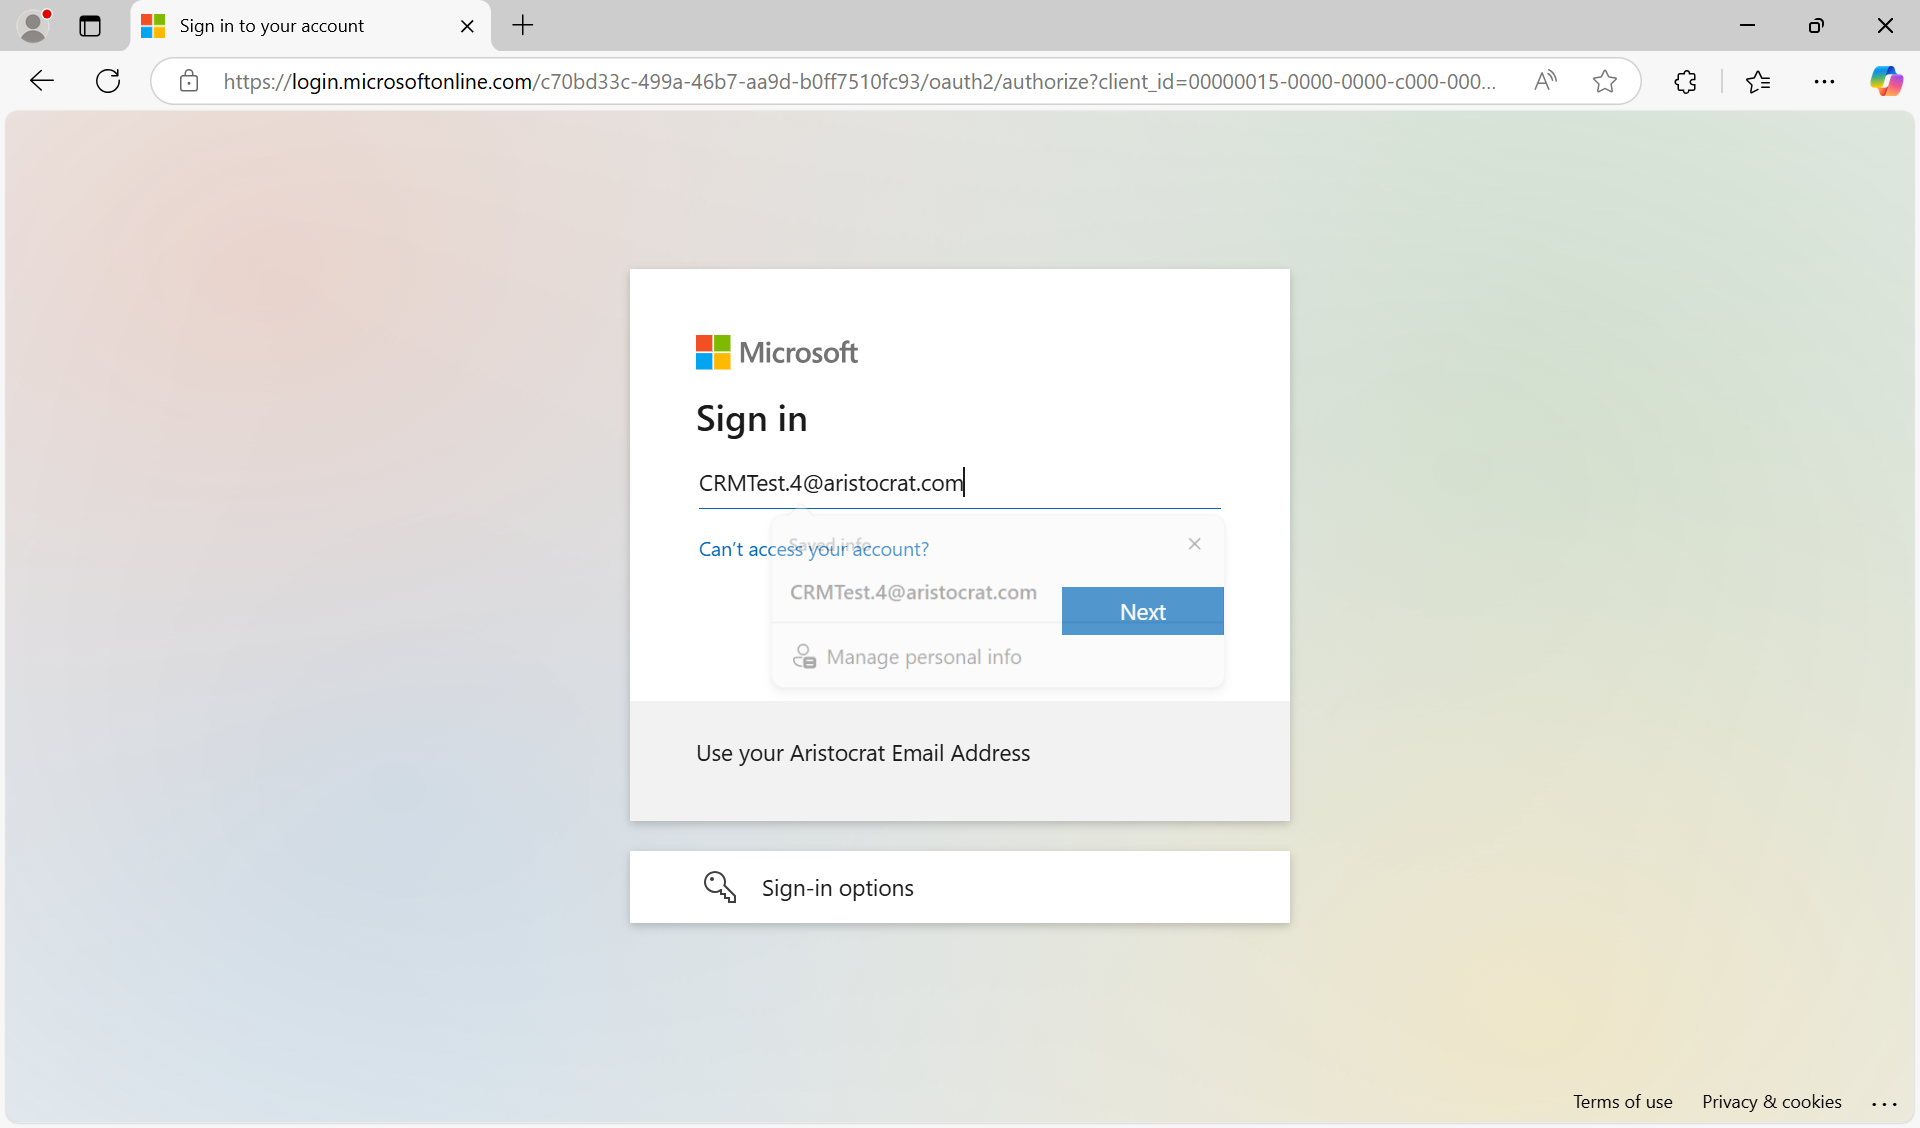 Sign in to your account
https://login.microsoftonline.com/c70bd33c-499a-46b7-aa9d-b0ff7510fc93/oauth2/authorize?client_id=00000015-0000-0000-c000-000...
Microsoft
Sign in
CRMTest.4@aristocrat.com
Saved info
Can't access your account?
CRMTest.4@aristocrat.com
Next
Manage personal info
Use your Aristocrat Email Address
Sign-in options
Terms of use Privacy & cookies ...